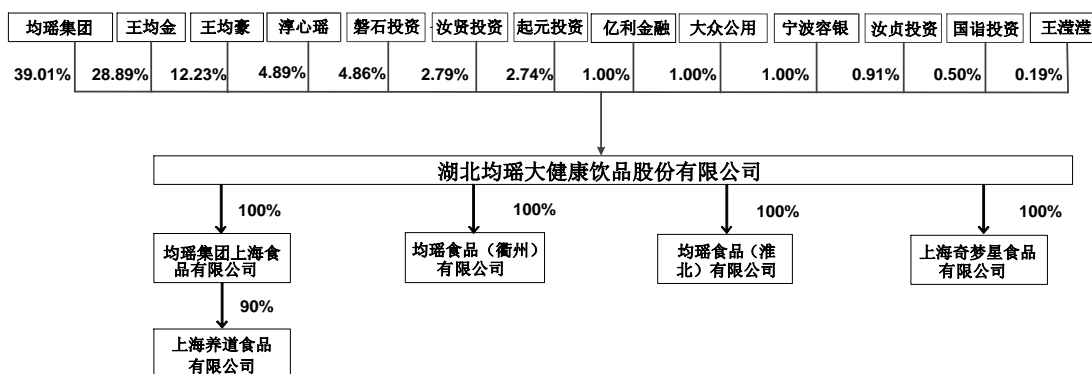 均瑶集团 王均金 王均豪 淳心瑶 磐石投资 汝贤投资 起元投资 亿利金融 大众公用 宁波容银 汝贞投资 国诣投资 王滢滢
39.01% 28.89% 12.23% 4.89% 4.86% 2.79% 2.74% 1.00% 1.00% 1.00% 0.91% 0.50% 0.19%
湖北均瑶大健康饮品股份有限公司
100% 100% 100% 100%
均瑶集团上海食
品有限公司
均瑶食品（衢州）
有限公司
均瑶食品（淮
北）有限公司
上海奇梦星食品
有限公司
90%
上海养道食品
有限公司